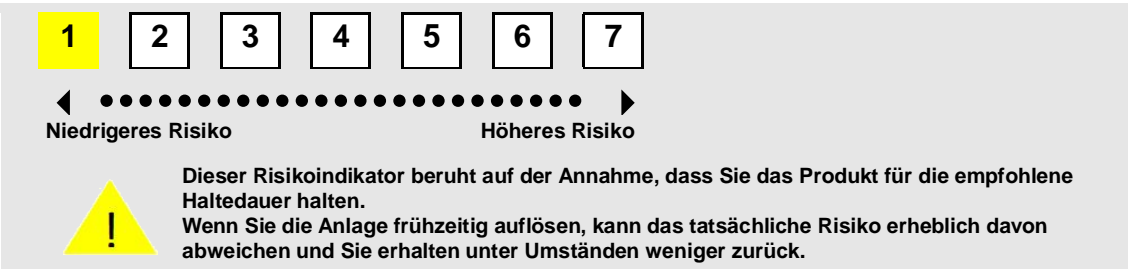 1 2 3 4 5 6 7
Niedrigeres Risiko Höheres Risiko
Dieser Risikoindikator beruht auf der Annahme, dass Sie das Produkt für die empfohlene
Haltedauer halten.
! Wenn Sie die Anlage frühzeitig auflösen, kann das tatsächliche Risiko erheblich davon
abweichen und Sie erhalten unter Umständen weniger zurück.